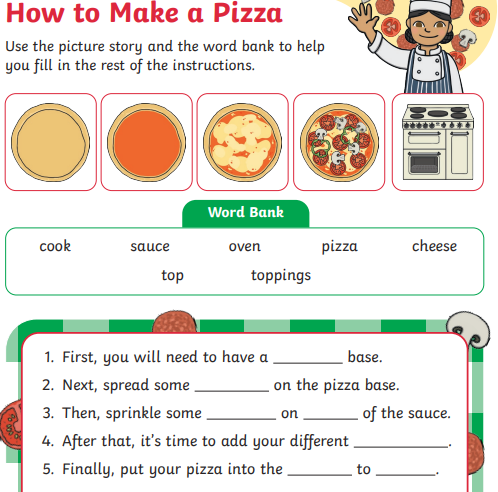 How to Make a Pizza
Use the picture story and the word bank to help
you fill in the rest of the instructions.
Word Bank
cook sauce oven pizza cheese
top toppings
1. First, you will need to have a ________ base.
2. Next, spread some _________ on the pizza base.
3. Then, sprinkle some ________ on _______ of the sauce.
4. After that, it's time to add your different ___________.
5. Finally, put your pizza into the ________ to _______.